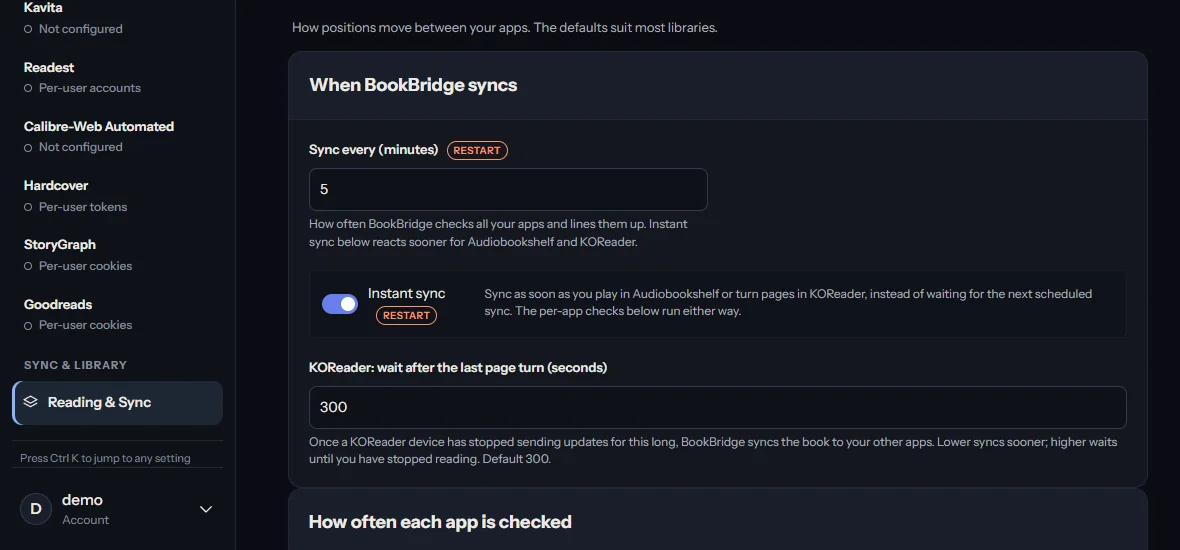 Kavita
Not configured
Readest
Per-user accounts
Calibre-Web Automated
Not configured
Hardcover
Per-user tokens
StoryGraph
Per-user cookies
Goodreads
Per-user cookies
SYNC & LIBRARY
Reading & Sync
Press Ctrl K to jump to any setting
D
demo
Account
How positions move between your apps. The defaults suit most libraries.
When BookBridge syncs
Sync every (minutes) RESTART
5
How often BookBridge checks all your apps and lines them up. Instant
sync below reacts sooner for Audiobookshelf and KOReader.
Instant sync
RESTART
Sync as soon as you play in Audiobookshelf or turn pages in KOReader, instead of waiting for the next scheduled
sync. The per-app checks below run either way.
KOReader: wait after the last page turn (seconds)
300
Once a KOReader device has stopped sending updates for this long, BookBridge syncs the book to your other apps. Lower syncs sooner; higher waits
until you have stopped reading. Default 300.
How often each app is checked